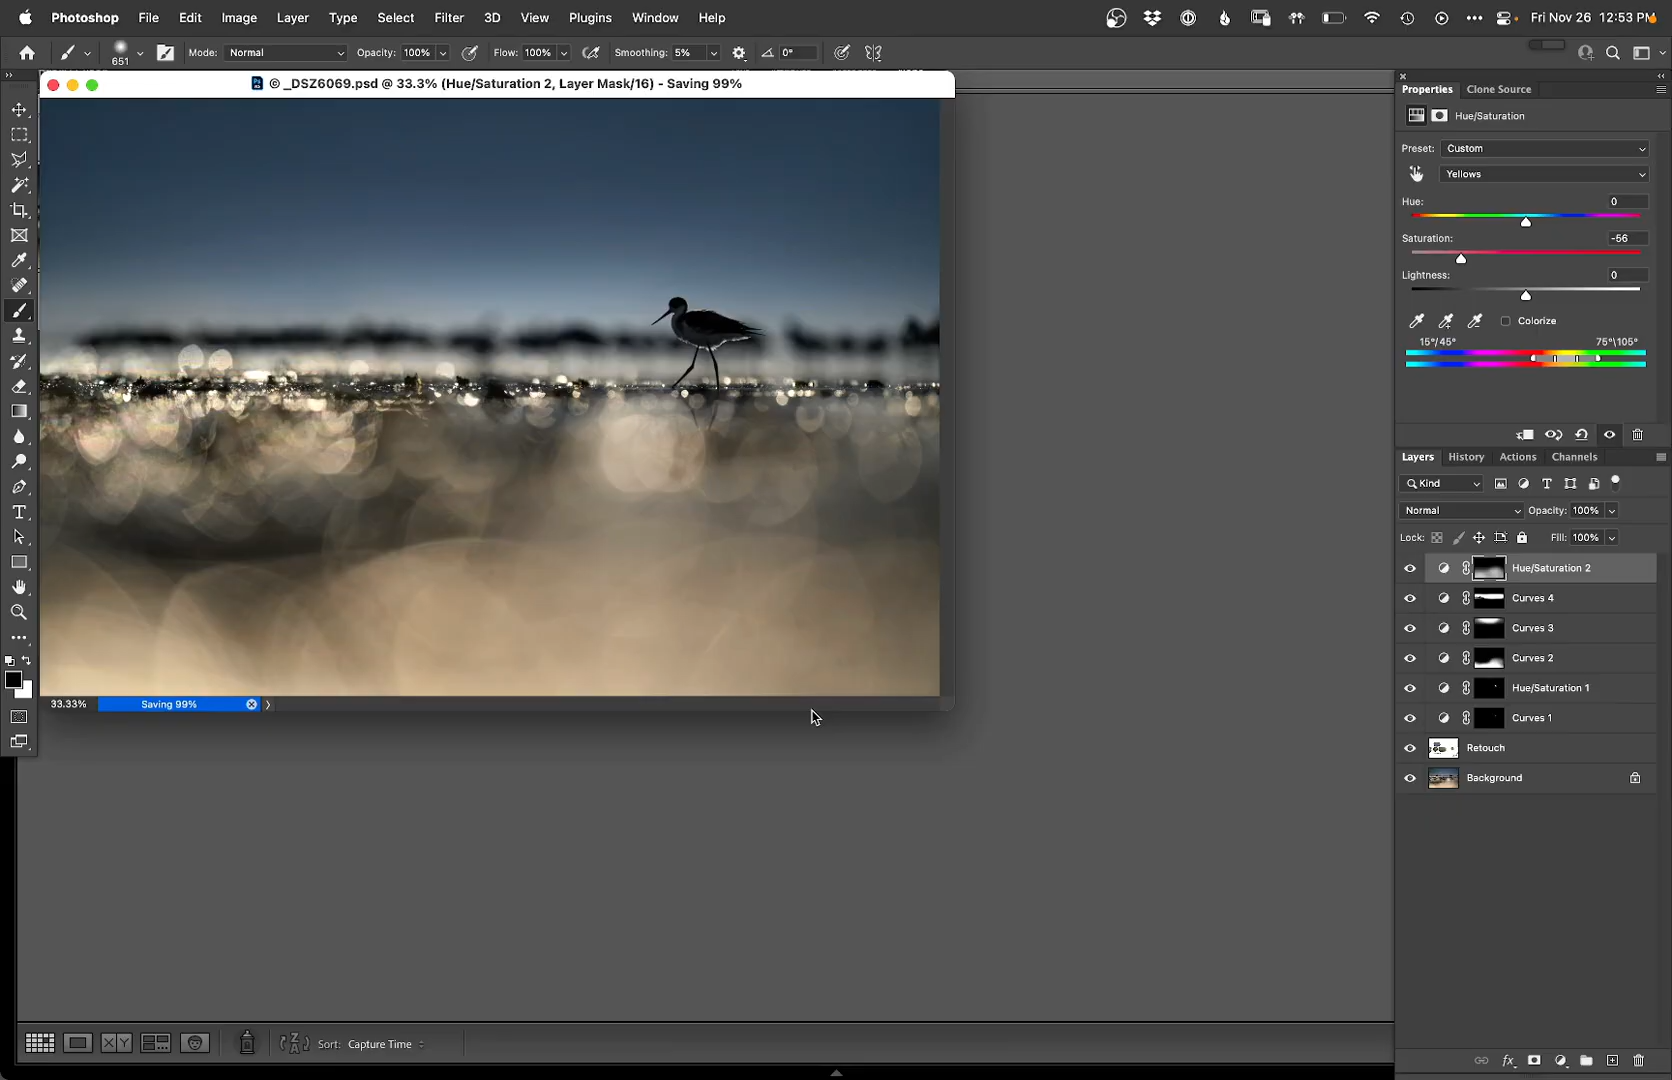 Photoshop File Edit Image Layer Type Select Filter 3D View Plugins Window Help Fri Nov 26 12:53 PM
651 Mode: Normal Opacity: 100% Flow: 100% Smoothing: 5% 0°
© _DSZ6069.psd @ 33.3% (Hue/Saturation 2, Layer Mask/16) - Saving 99%
33.33% Saving 99%
Properties Clone Source
Hue/Saturation
Preset: Custom
Yellows
Hue: 0
Saturation: -56
Lightness: 0
Colorize
15°/45° 75°\105°
Layers History Actions Channels
Kind
Normal Opacity: 100%
Lock: Fill: 100%
Hue/Saturation 2
Curves 4
Curves 3
Curves 2
Hue/Saturation 1
Curves 1
Retouch
Background
fx
X Y Sort: Capture Time